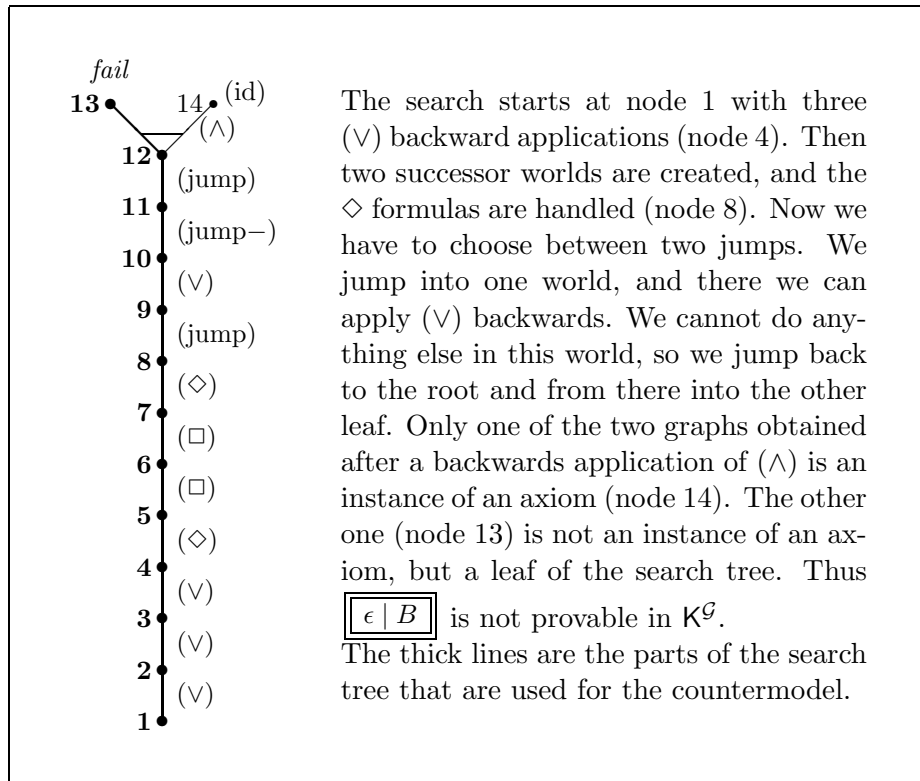 fail
13
14
(id)
(∧)
12
(jump)
11
(jump−)
10
(∨)
9
(jump)
8
(◇)
7
(□)
6
(□)
5
(◇)
4
(∨)
3
(∨)
2
(∨)
1
The search starts at node 1 with three
(∨) backward applications (node 4). Then
two successor worlds are created, and the
◇ formulas are handled (node 8). Now we
have to choose between two jumps. We
jump into one world, and there we can
apply (∨) backwards. We cannot do any-
thing else in this world, so we jump back
to the root and from there into the other
leaf. Only one of the two graphs obtained
after a backwards application of (∧) is an
instance of an axiom (node 14). The other
one (node 13) is not an instance of an ax-
iom, but a leaf of the search tree. Thus
ϵ | B is not provable in K𝒢.
The thick lines are the parts of the search
tree that are used for the countermodel.